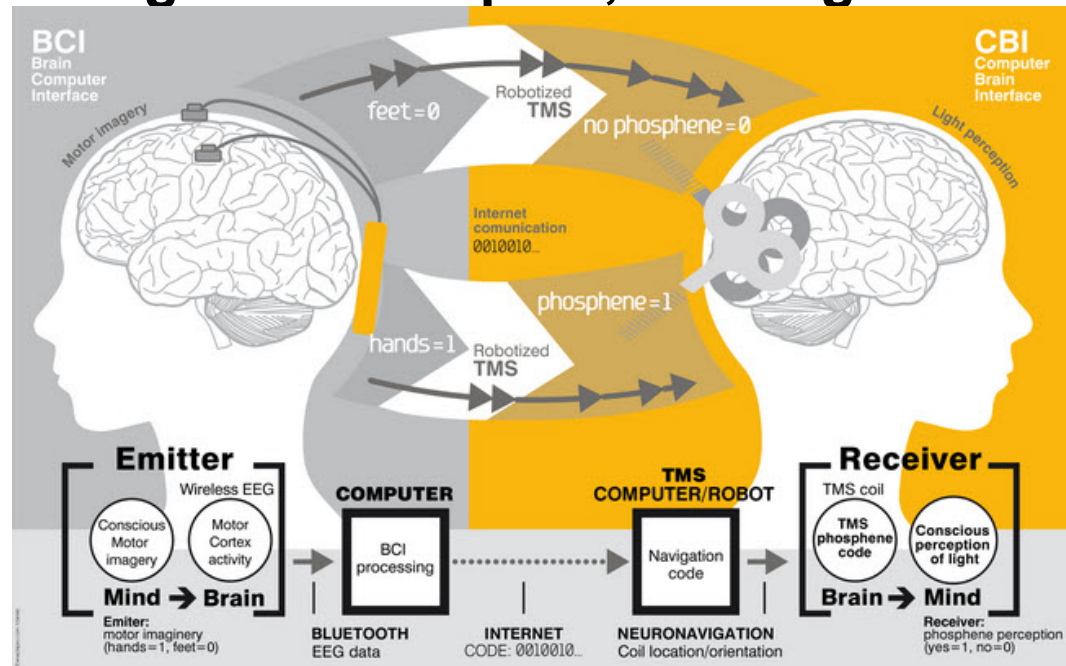 BCI
Brain
Computer
Interface
CBI
Computer
Brain
Interface
Motor imagery
feet=0
Robotized
TMS
no phosphene=0
Light perception
Internet
comunication
0010010...
phosphene=1
hands=1
Robotized
TMS
Emitter
Wireless EEG
Conscious
Motor
imagery
Motor
Cortex
activity
Mind
Brain
Emiter:
motor imaginery
(hands=1, feet=0)
COMPUTER
BCI
processing
BLUETOOTH
EEG data
INTERNET
CODE: 0010010...
TMS
COMPUTER/ROBOT
Navigation
code
NEURONAVIGATION
Coil location/orientation
Receiver
TMS coil
TMS
phosphene
code
Conscious
perception
of light
Brain
Mind
Receiver:
phosphene perception
(yes=1, no=0)